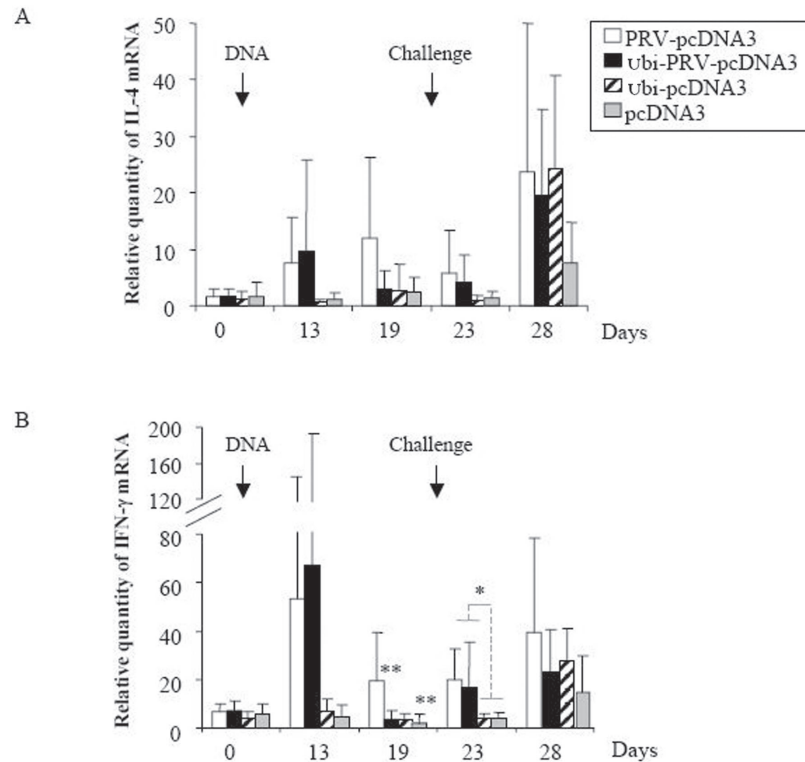 A
Relative quantity of IL-4 mRNA
50
40
30
20
10
0
DNA
Challenge
PRV-pcDNA3
Ubi-PRV-pcDNA3
Ubi-pcDNA3
pcDNA3
0 13 19 23 28 Days
B
Relative quantity of IFN-γ mRNA
200
160
120
80
60
40
20
0
DNA
Challenge
*
** **
0 13 19 23 28 Days